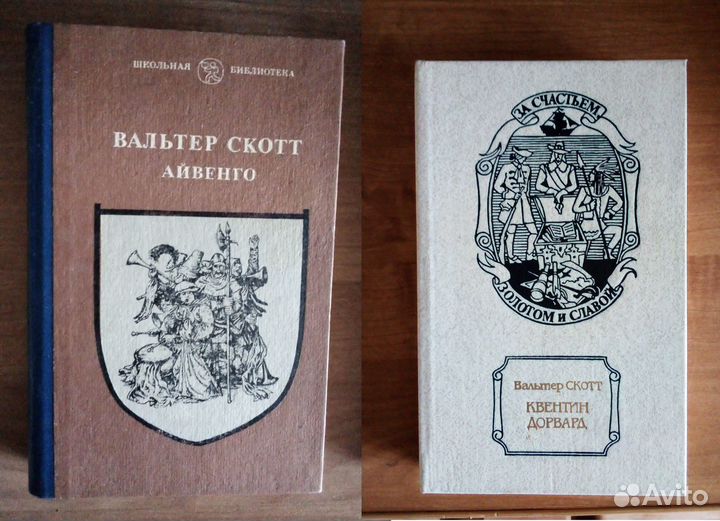 ШКОЛЬНАЯ БИБЛИОТЕКА
ВАЛЬТЕР СКОТТ
АЙВЕНГО
ЗА СЧАСТЬЕМ,
ЗОЛОТОМ И СЛАВОЙ
Вальтер СКОТТ
КВЕНТИН
ДОРВАРД
Avito